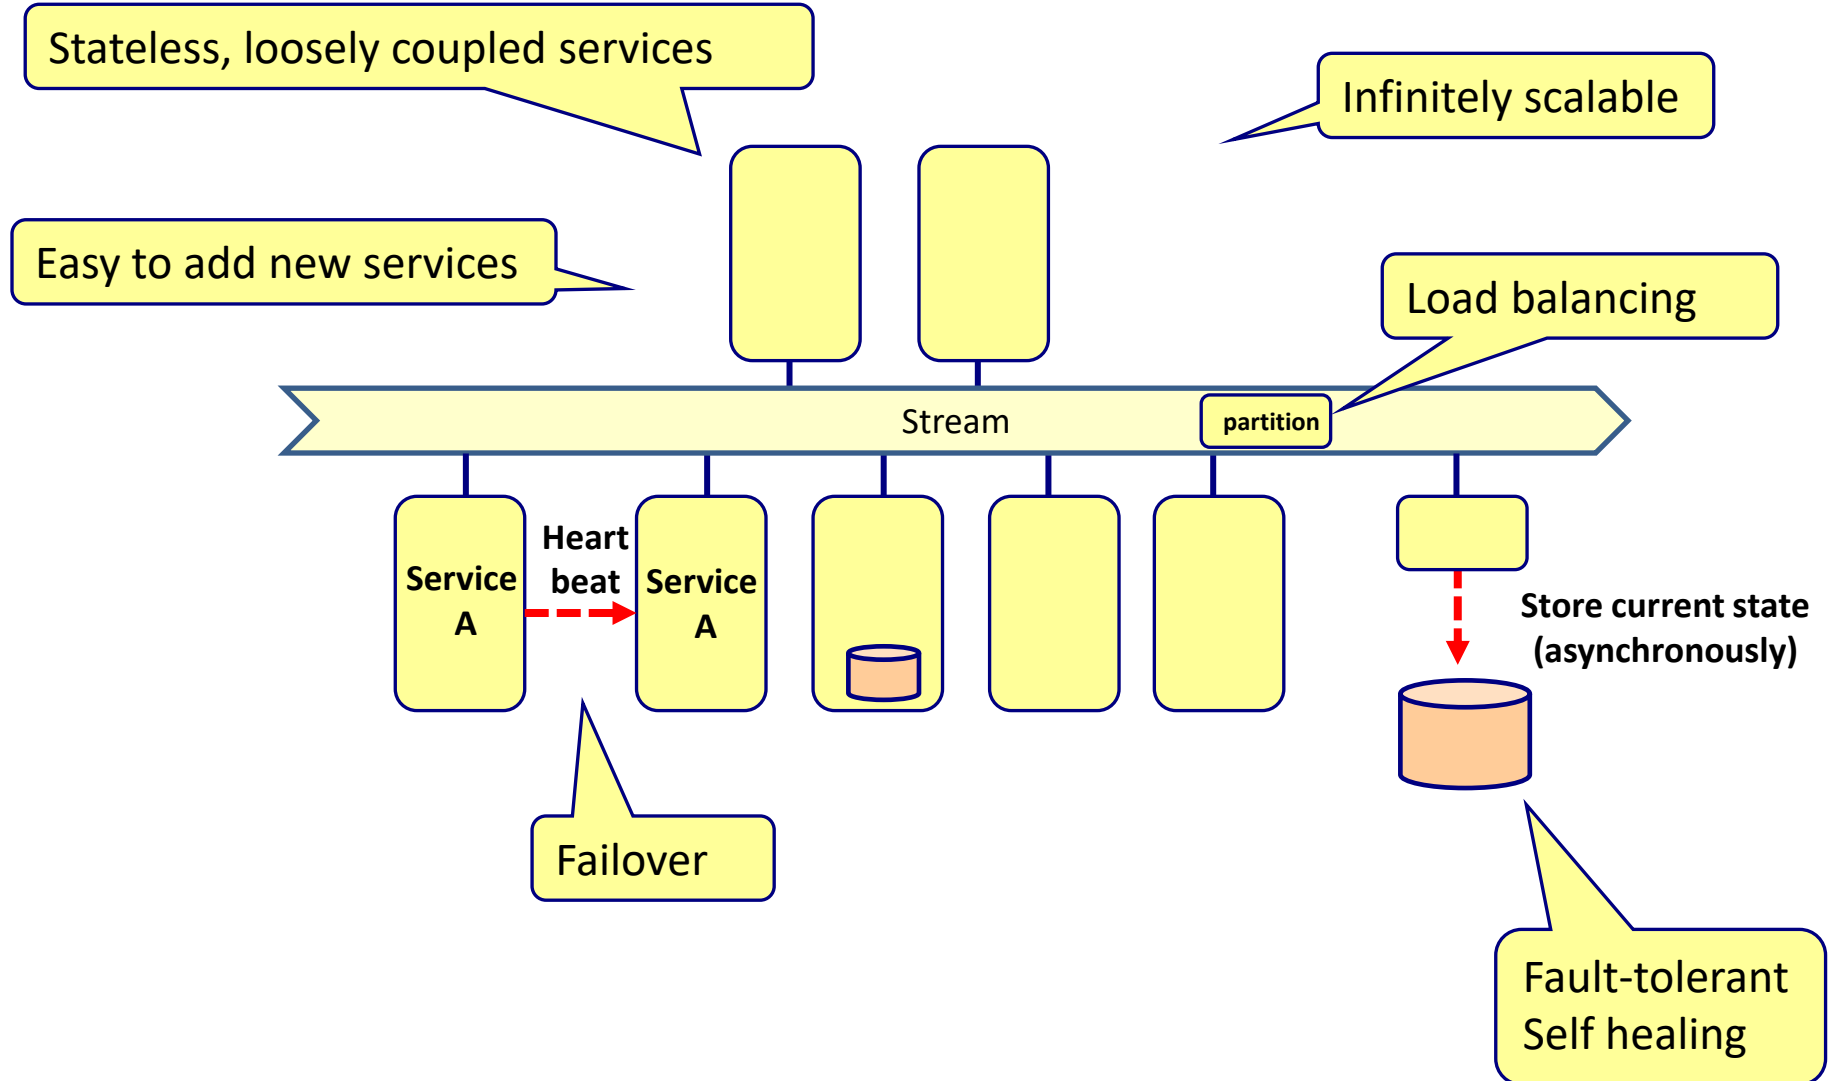 Stateless, loosely coupled services
Infinitely scalable
Easy to add new services
Load balancing
Stream
partition
Service
A
Heart
beat
Service
A
Store current state
(asynchronously)
Failover
Fault-tolerant
Self healing